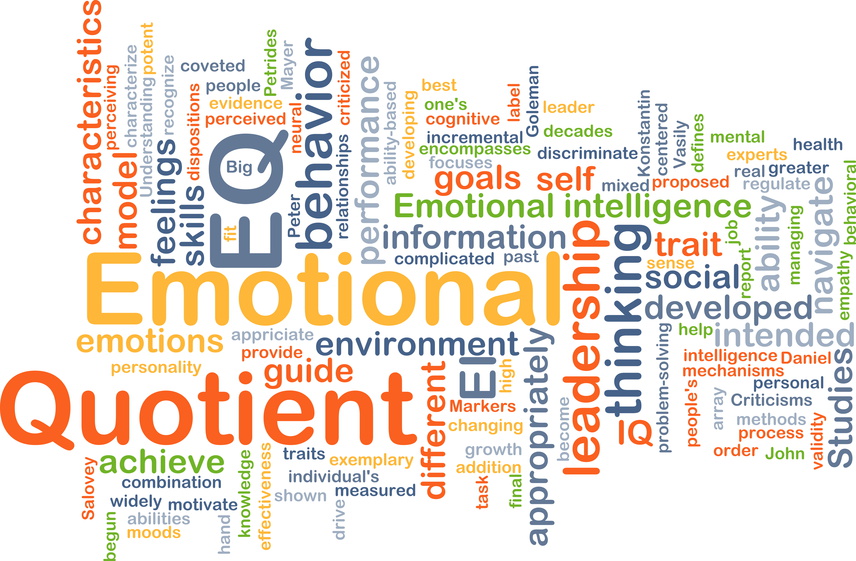 characteristics
perceiving
model
characterize
Understanding
potent
recognize
feelings
coveted
people
evidence
perceived
dispositions
skills
Petrides
Mayer
neural
EQ
Big
fit
Peter
behavior
criticized
relationships
performance
ability-based
developing
best
one's
cognitive
incremental
encompasses
focuses
label
Goleman
leader
decades
discriminate
goals
self
mixed
proposed
Konstantin
centered
Vasily
defines
mental
experts
real
greater
health
regulate
Emotional intelligence
information
complicated
past
Emotional
leadership
thinking
trait
sense
social
job
report
ability
managing
navigate
behavioral
empathy
developed
help
intended
emotions
appriciate
provide
environment
personality
guide
EI
high
Markers
changing
growth
addition
task
final
different
appropriately
become
IQ
problem-solving
people's
intelligence
Daniel
mechanisms
personal
array
Criticisms
methods
process
order
John
validity
Studies
Quotient
Salovey
achieve
combination
widely
motivate
abilities
moods
begun
hand
knowledge
effectiveness
traits
exemplary
individual's
shown
measured
drive